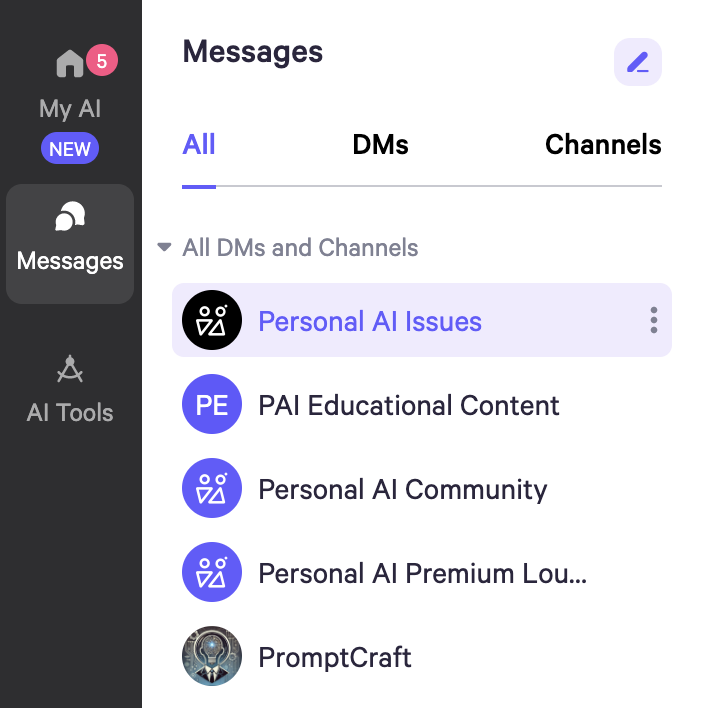 5
My AI
NEW
Messages
AI Tools
Messages
All
DMs
Channels
All DMs and Channels
Personal AI Issues
PE
PAI Educational Content
Personal AI Community
Personal AI Premium Lou...
PromptCraft